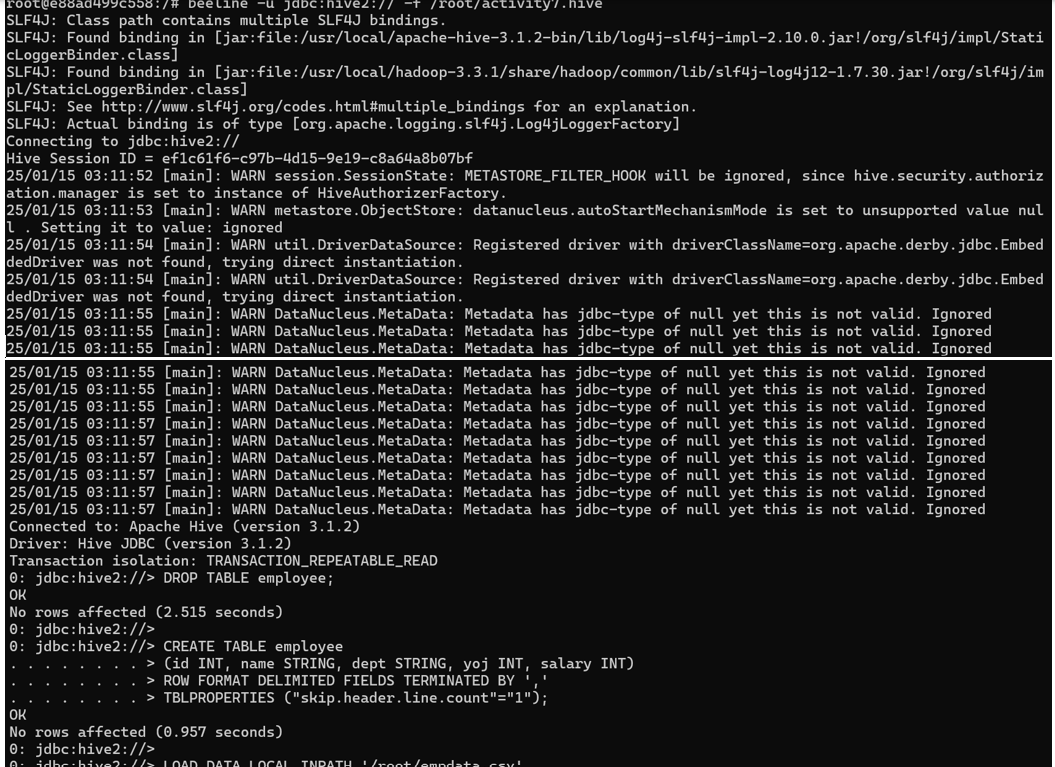 root@e88ad499c558:/# beeline -u jdbc:hive2:// -f /root/activity7.hive
SLF4J: Class path contains multiple SLF4J bindings.
SLF4J: Found binding in [jar:file:/usr/local/apache-hive-3.1.2-bin/lib/log4j-slf4j-impl-2.10.0.jar!/org/slf4j/impl/Stati
cLoggerBinder.class]
SLF4J: Found binding in [jar:file:/usr/local/hadoop-3.3.1/share/hadoop/common/lib/slf4j-log4j12-1.7.30.jar!/org/slf4j/im
pl/StaticLoggerBinder.class]
SLF4J: See http://www.slf4j.org/codes.html#multiple_bindings for an explanation.
SLF4J: Actual binding is of type [org.apache.logging.slf4j.Log4jLoggerFactory]
Connecting to jdbc:hive2://
Hive Session ID = ef1c61f6-c97b-4d15-9e19-c8a64a8b07bf
25/01/15 03:11:52 [main]: WARN session.SessionState: METASTORE_FILTER_HOOK will be ignored, since hive.security.authoriz
ation.manager is set to instance of HiveAuthorizerFactory.
25/01/15 03:11:53 [main]: WARN metastore.ObjectStore: datanucleus.autoStartMechanismMode is set to unsupported value nul
l . Setting it to value: ignored
25/01/15 03:11:54 [main]: WARN util.DriverDataSource: Registered driver with driverClassName=org.apache.derby.jdbc.Embed
dedDriver was not found, trying direct instantiation.
25/01/15 03:11:54 [main]: WARN util.DriverDataSource: Registered driver with driverClassName=org.apache.derby.jdbc.Embed
dedDriver was not found, trying direct instantiation.
25/01/15 03:11:55 [main]: WARN DataNucleus.MetaData: Metadata has jdbc-type of null yet this is not valid. Ignored
25/01/15 03:11:55 [main]: WARN DataNucleus.MetaData: Metadata has jdbc-type of null yet this is not valid. Ignored
25/01/15 03:11:55 [main]: WARN DataNucleus.MetaData: Metadata has jdbc-type of null yet this is not valid. Ignored
25/01/15 03:11:55 [main]: WARN DataNucleus.MetaData: Metadata has jdbc-type of null yet this is not valid. Ignored
25/01/15 03:11:55 [main]: WARN DataNucleus.MetaData: Metadata has jdbc-type of null yet this is not valid. Ignored
25/01/15 03:11:55 [main]: WARN DataNucleus.MetaData: Metadata has jdbc-type of null yet this is not valid. Ignored
25/01/15 03:11:57 [main]: WARN DataNucleus.MetaData: Metadata has jdbc-type of null yet this is not valid. Ignored
25/01/15 03:11:57 [main]: WARN DataNucleus.MetaData: Metadata has jdbc-type of null yet this is not valid. Ignored
25/01/15 03:11:57 [main]: WARN DataNucleus.MetaData: Metadata has jdbc-type of null yet this is not valid. Ignored
25/01/15 03:11:57 [main]: WARN DataNucleus.MetaData: Metadata has jdbc-type of null yet this is not valid. Ignored
25/01/15 03:11:57 [main]: WARN DataNucleus.MetaData: Metadata has jdbc-type of null yet this is not valid. Ignored
25/01/15 03:11:57 [main]: WARN DataNucleus.MetaData: Metadata has jdbc-type of null yet this is not valid. Ignored
Connected to: Apache Hive (version 3.1.2)
Driver: Hive JDBC (version 3.1.2)
Transaction isolation: TRANSACTION_REPEATABLE_READ
0: jdbc:hive2://> DROP TABLE employee;
OK
No rows affected (2.515 seconds)
0: jdbc:hive2://>
0: jdbc:hive2://> CREATE TABLE employee
. . . . . . . . > (id INT, name STRING, dept STRING, yoj INT, salary INT)
. . . . . . . . > ROW FORMAT DELIMITED FIELDS TERMINATED BY ','
. . . . . . . . > TBLPROPERTIES ("skip.header.line.count"="1");
OK
No rows affected (0.957 seconds)
0: jdbc:hive2://>
0: jdbc:hive2://> LOAD DATA LOCAL INPATH '/root/empdata.csv'